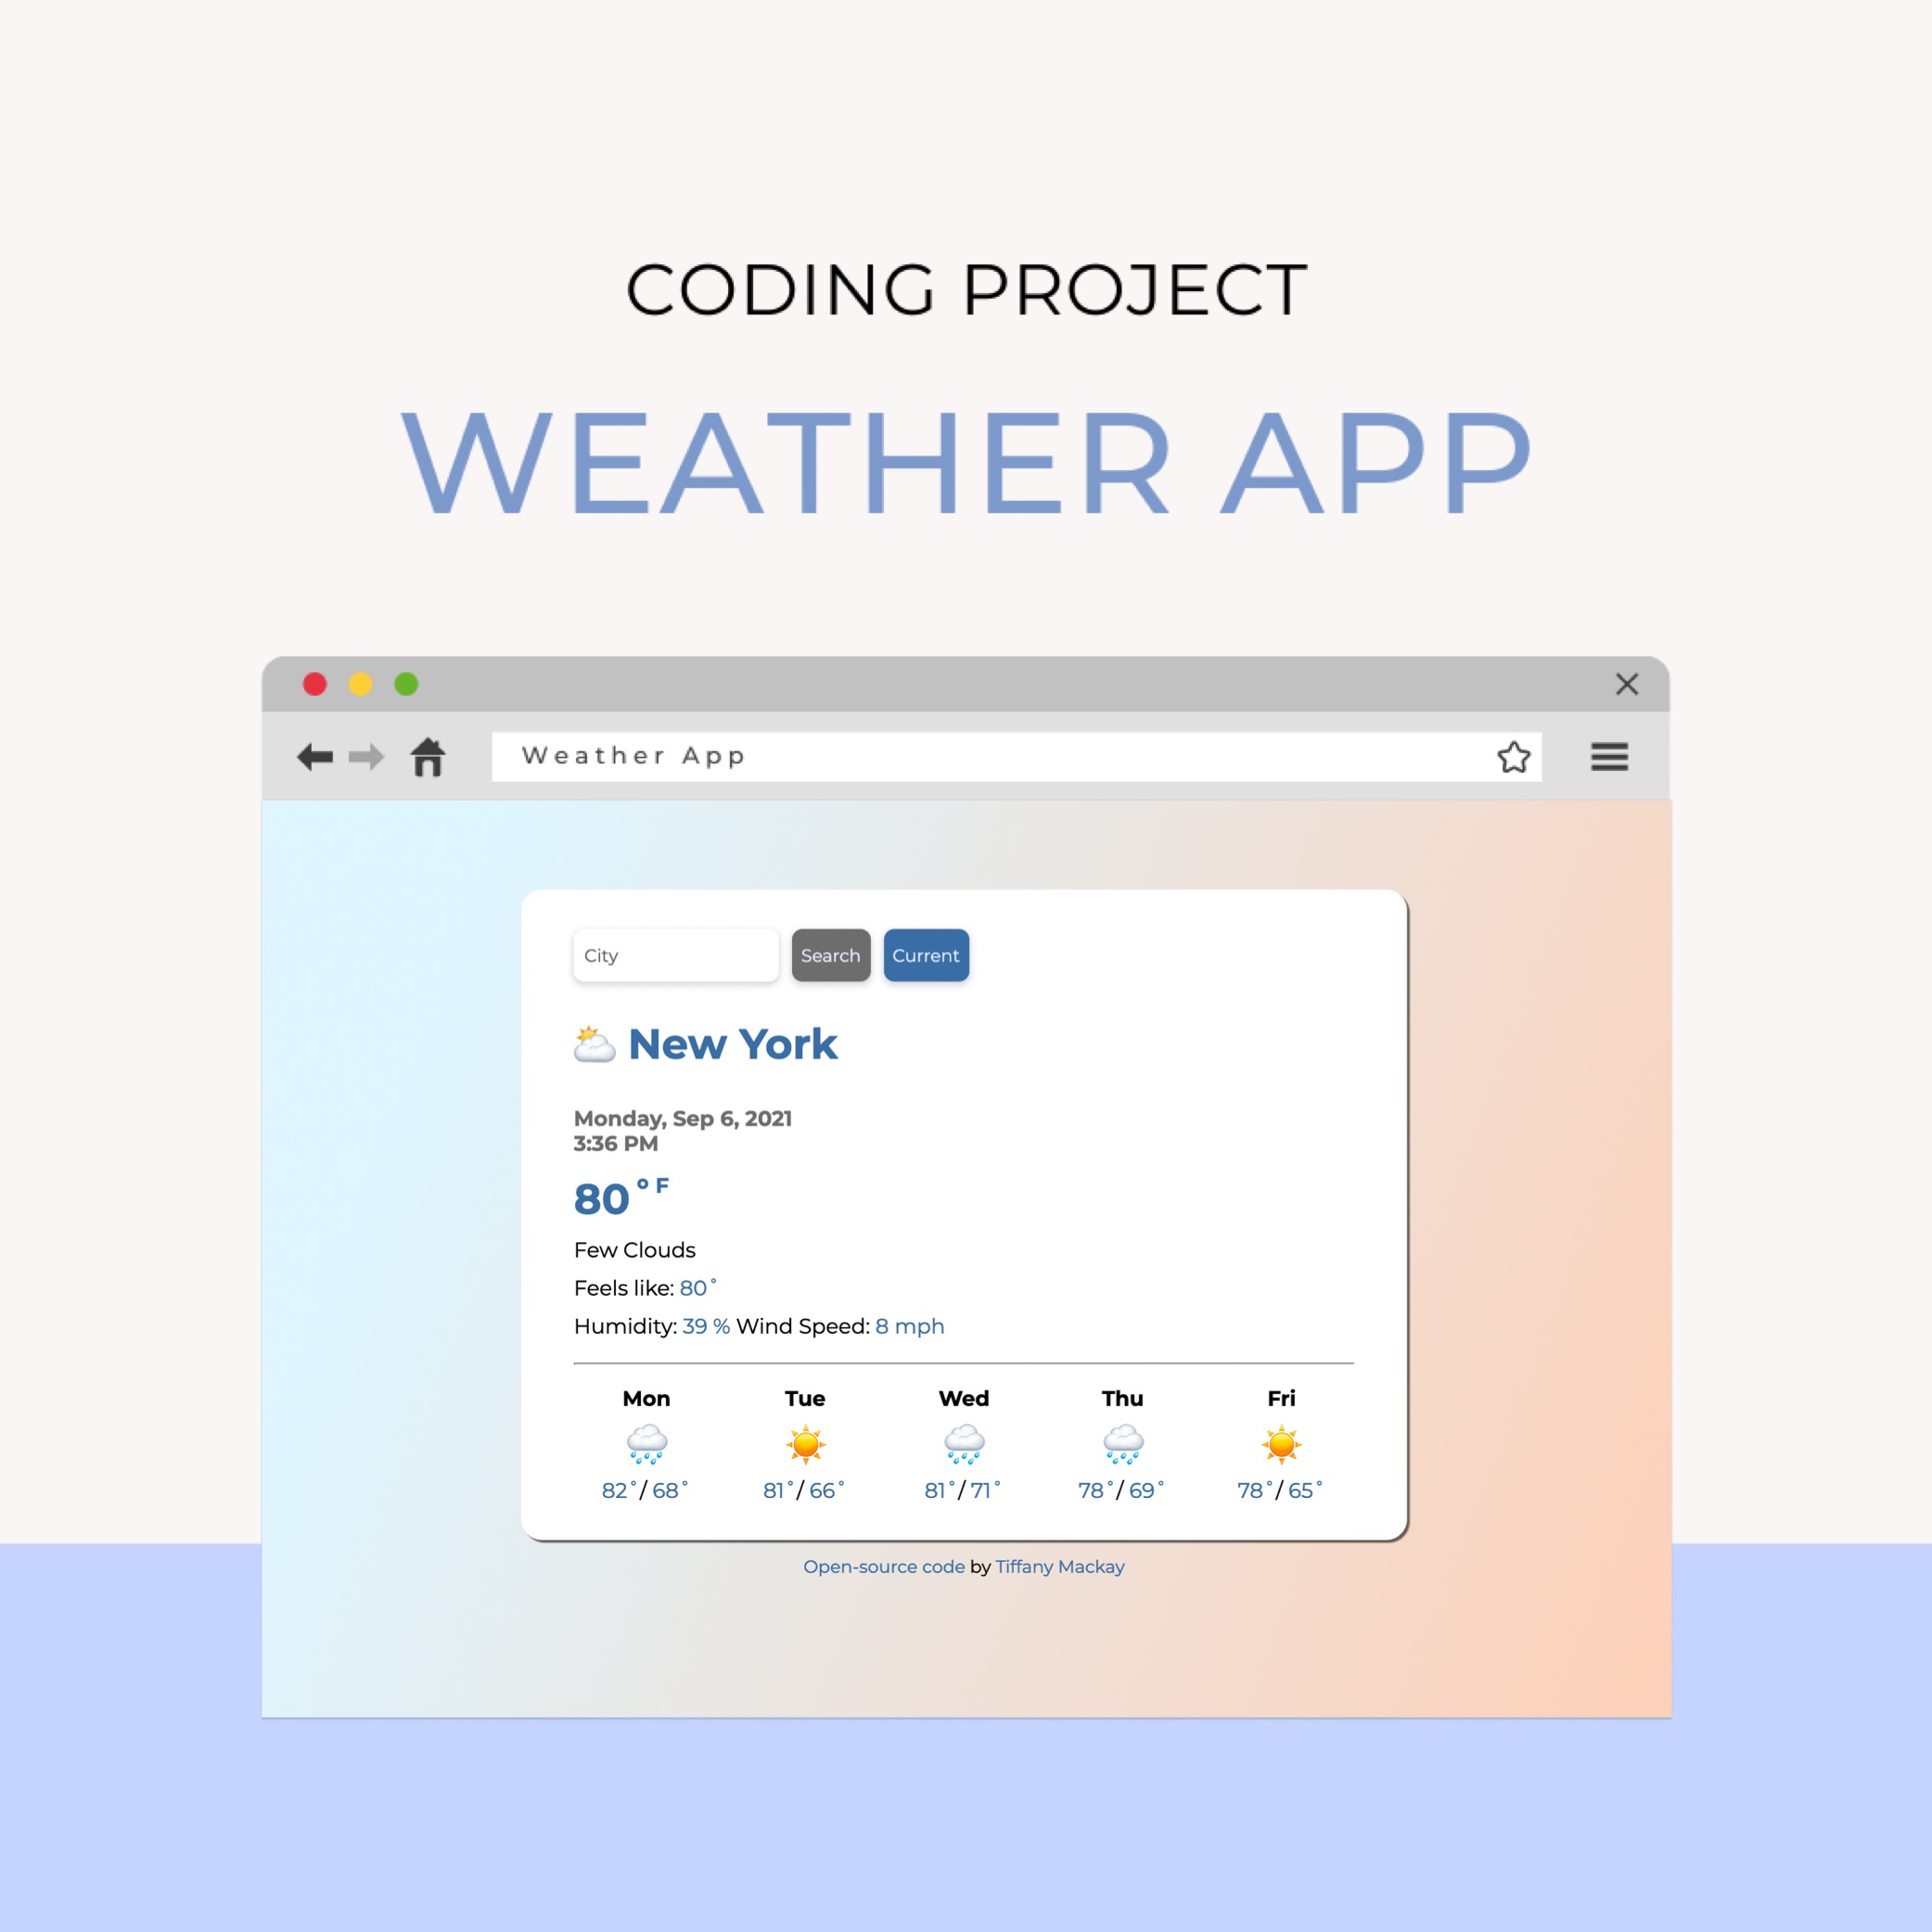 CODING PROJECT
WEATHER APP
Weather App
City Search Current
New York
Monday, Sep 6, 2021
3:36 PM
80 ° F
Few Clouds
Feels like: 80°
Humidity: 39 % Wind Speed: 8 mph
Mon Tue Wed Thu Fri
82°/ 68° 81°/ 66° 81°/ 71° 78°/ 69° 78°/ 65°
Open-source code by Tiffany Mackay